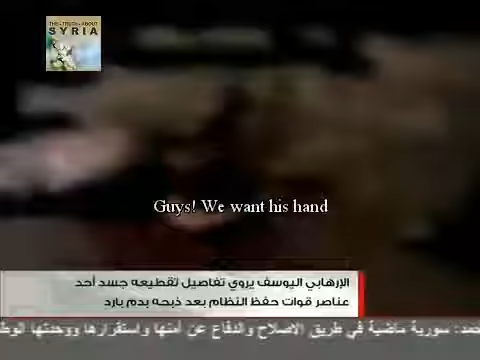 THE • TRUTH • ABOUT
SYRIA
Guys! We want his hand
الإرهابي اليوسف يروي تفاصيل تقطيعه جسد أحد
عناصر قوات حفظ النظام بعد ذبحه بدم بارد
سورية ماضية في طريق الاصلاح والدفاع عن أمنها واستقرارها ووحدتها